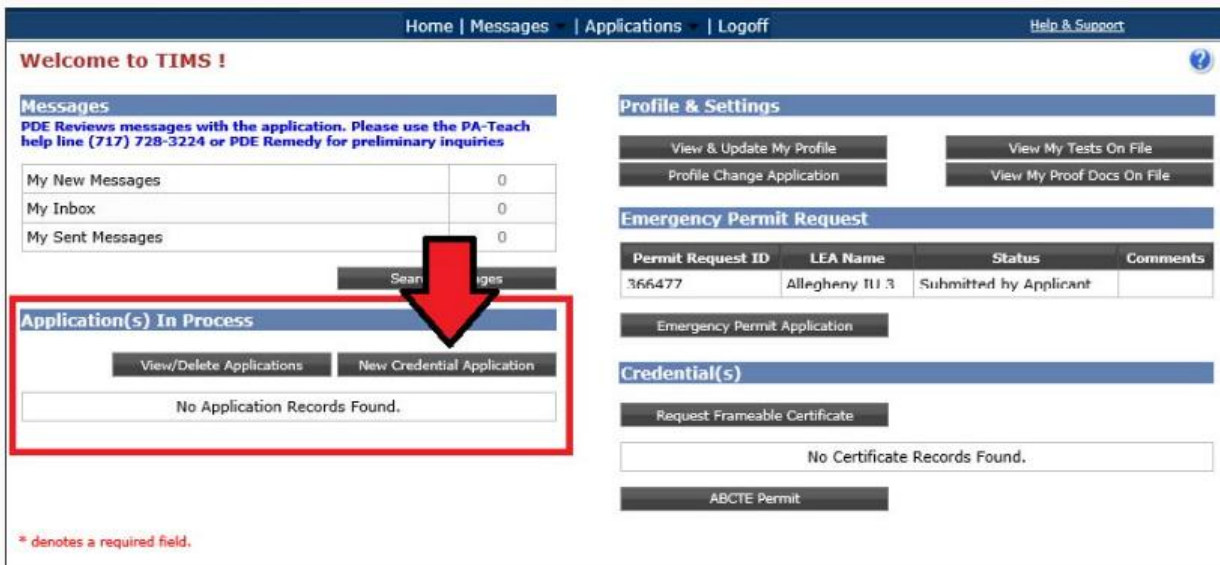 Home | Messages | Applications | Logoff
Help & Support
Welcome to TIMS !
?
Messages
PDE Reviews messages with the application. Please use the PA-Teach
help line (717) 728-3224 or PDE Remedy for preliminary inquiries
My New Messages 0
My Inbox 0
My Sent Messages 0
Application(s) In Process
View/Delete Applications New Credential Application
No Application Records Found.
Profile & Settings
View & Update My Profile View My Tests On File
Profile Change Application View My Proof Docs On File
Emergency Permit Request
Permit Request ID LEA Name Status Comments
366477 Allegheny IU 3 Submitted by Applicant
Emergency Permit Application
Credential(s)
Request Frameable Certificate
No Certificate Records Found.
ABCTE Permit
* denotes a required field.